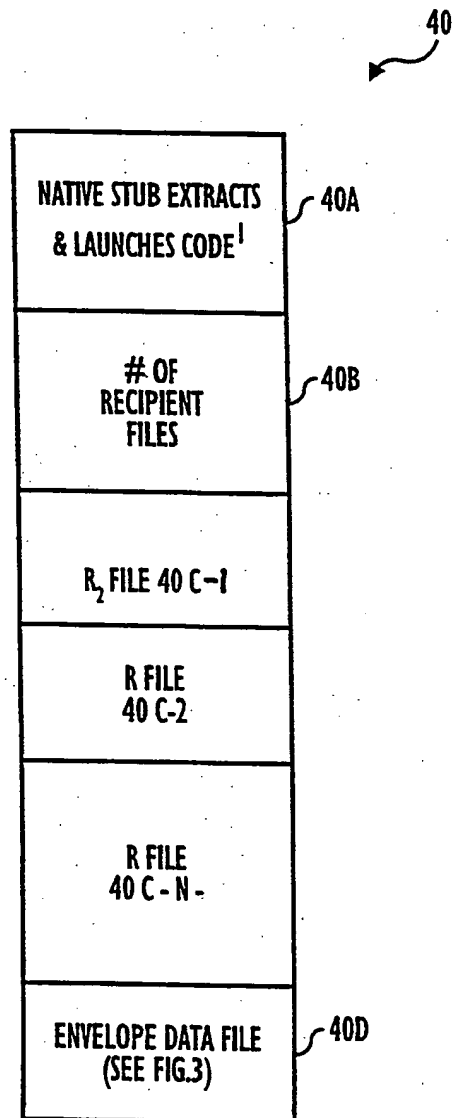 40
NATIVE STUB EXTRACTS
& LAUNCHES CODE
40A
# OF
RECIPIENT
FILES
40B
R2 FILE 40 C-1
R FILE
40 C-2
R FILE
40 C - N -
ENVELOPE DATA FILE
(SEE FIG.3)
40D